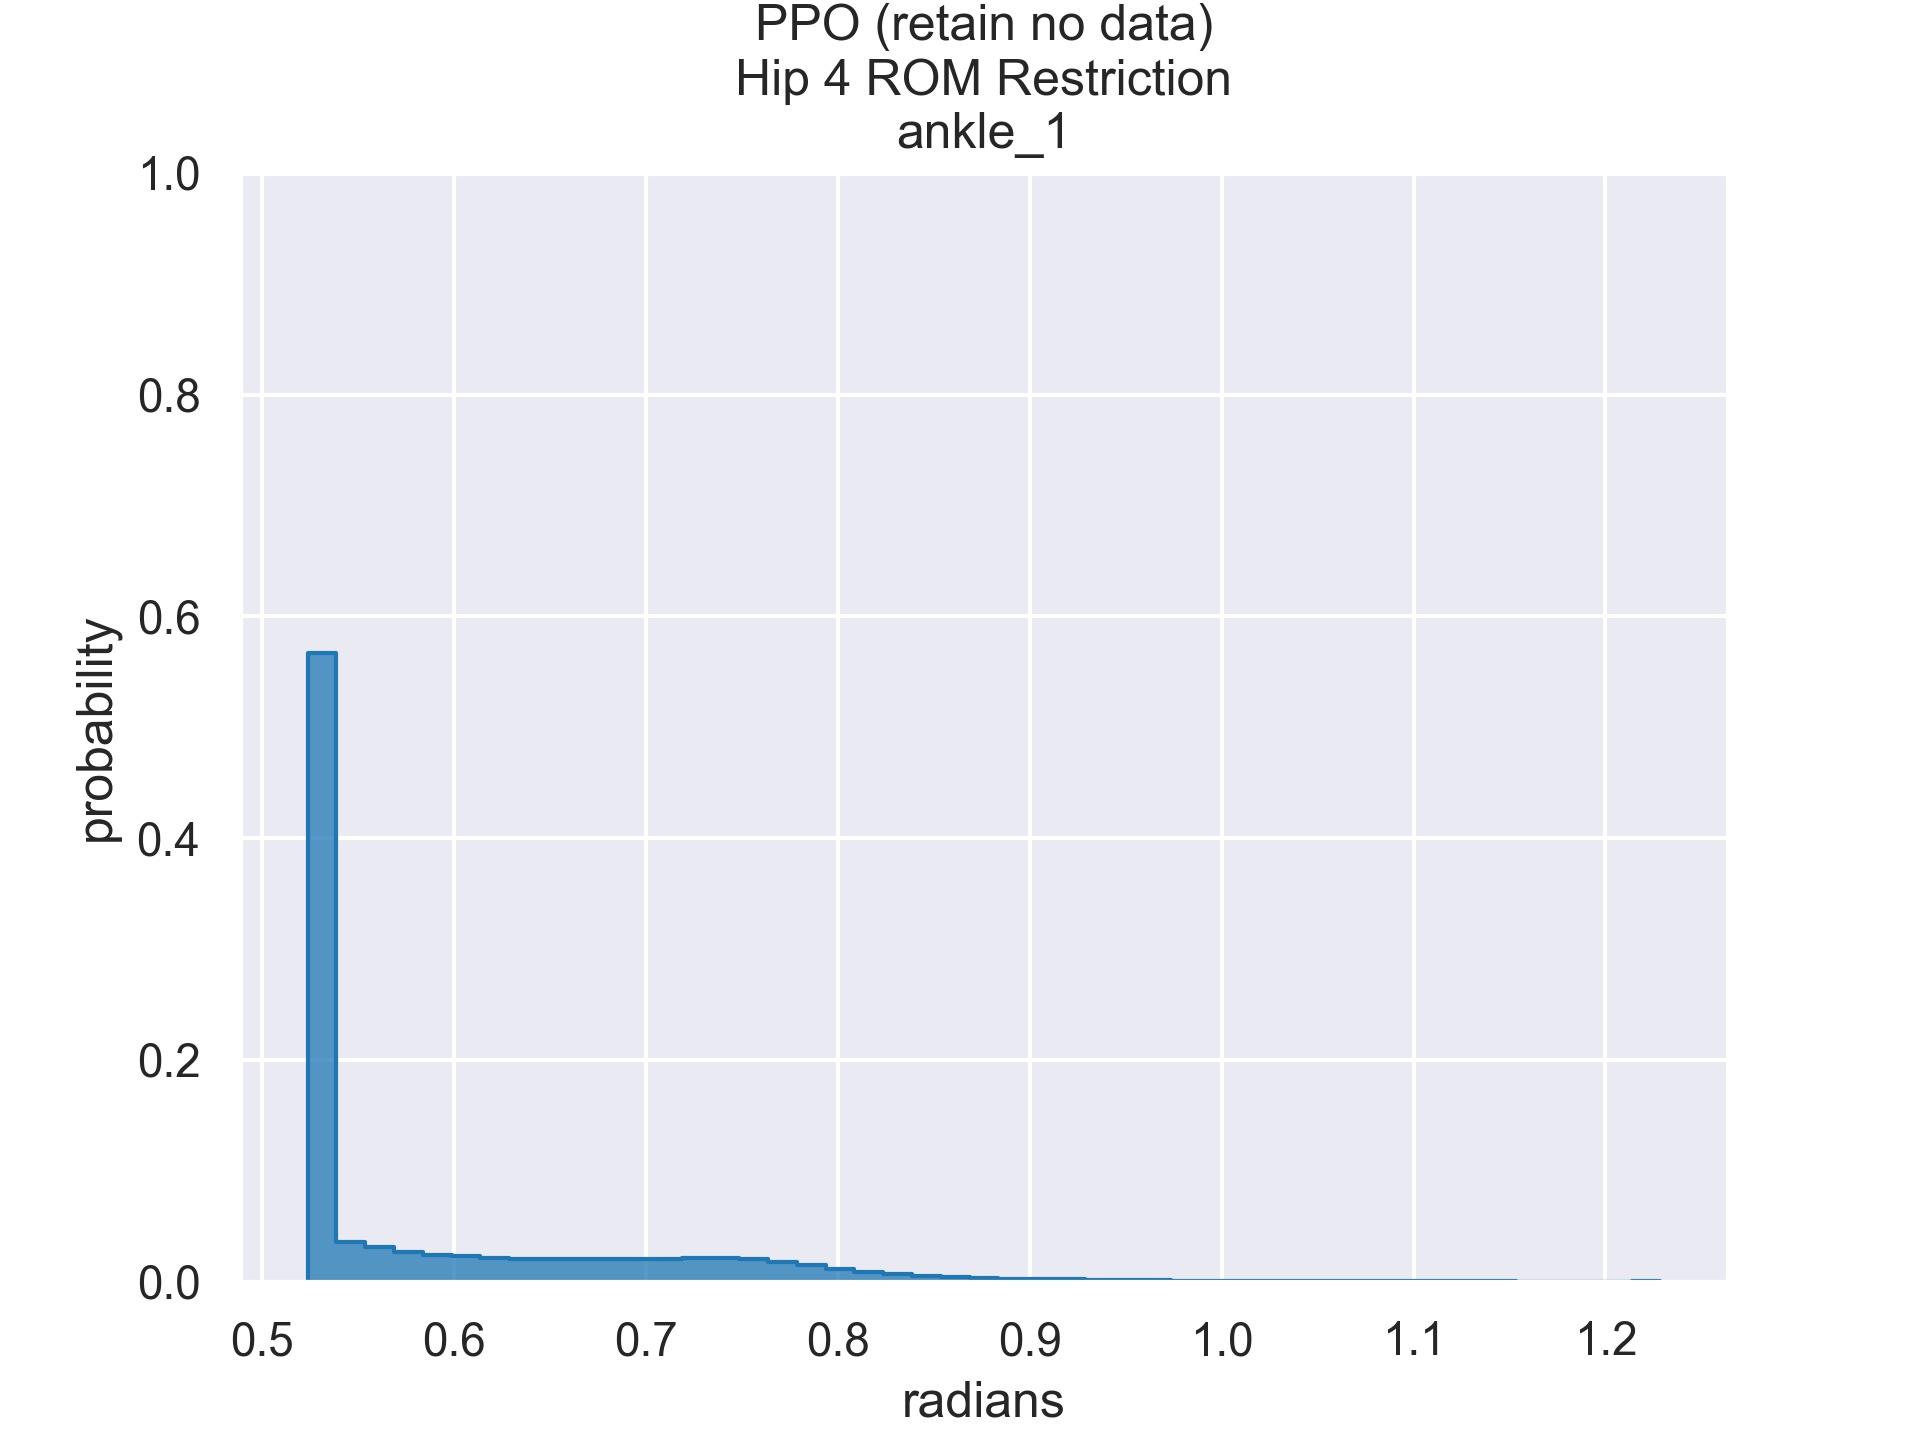 PPO (retain no data)
Hip 4 ROM Restriction
ankle_1
1.0
0.8
0.6
0.4
0.2
0.0
probability
0.5 0.6 0.7 0.8 0.9 1.0 1.1 1.2
radians